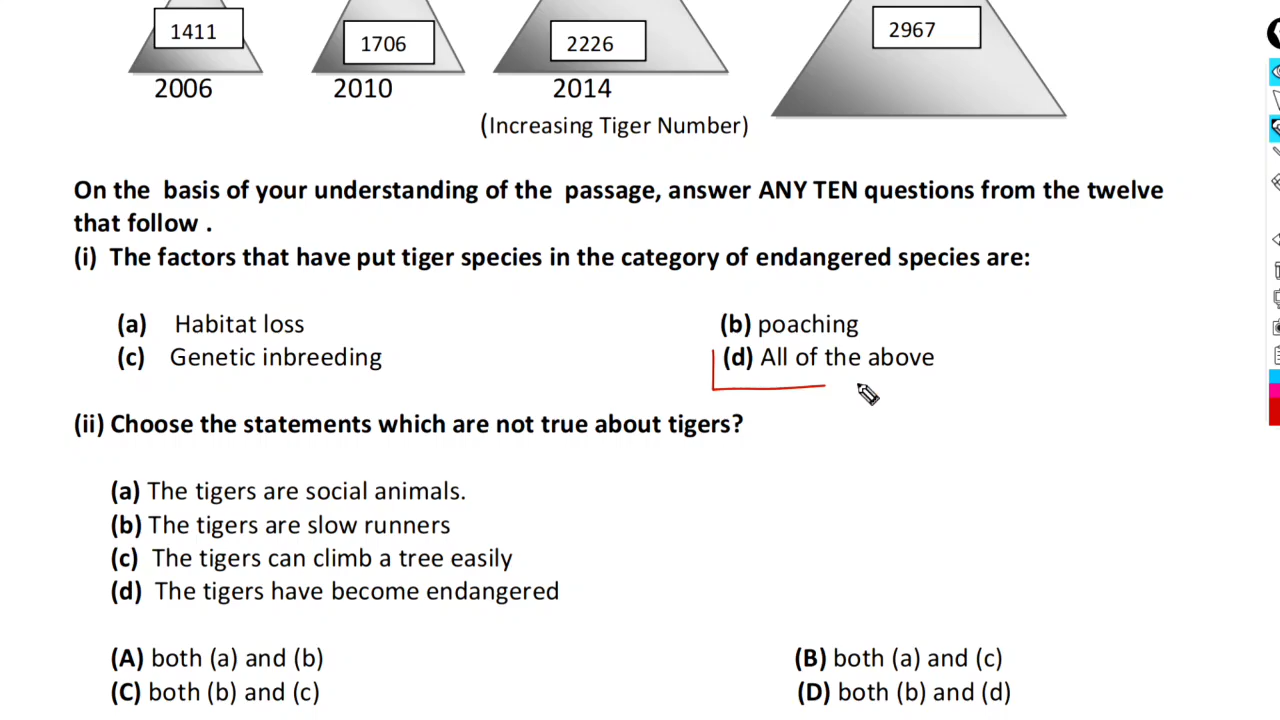 1411
1706
2226
2967
2006
2010
2014
(Increasing Tiger Number)
On the basis of your understanding of the passage, answer ANY TEN questions from the twelve
that follow .
(i) The factors that have put tiger species in the category of endangered species are:
(a) Habitat loss (b) poaching
(c) Genetic inbreeding (d) All of the above
(ii) Choose the statements which are not true about tigers?
(a) The tigers are social animals.
(b) The tigers are slow runners
(c) The tigers can climb a tree easily
(d) The tigers have become endangered
(A) both (a) and (b) (B) both (a) and (c)
(C) both (b) and (c) (D) both (b) and (d)